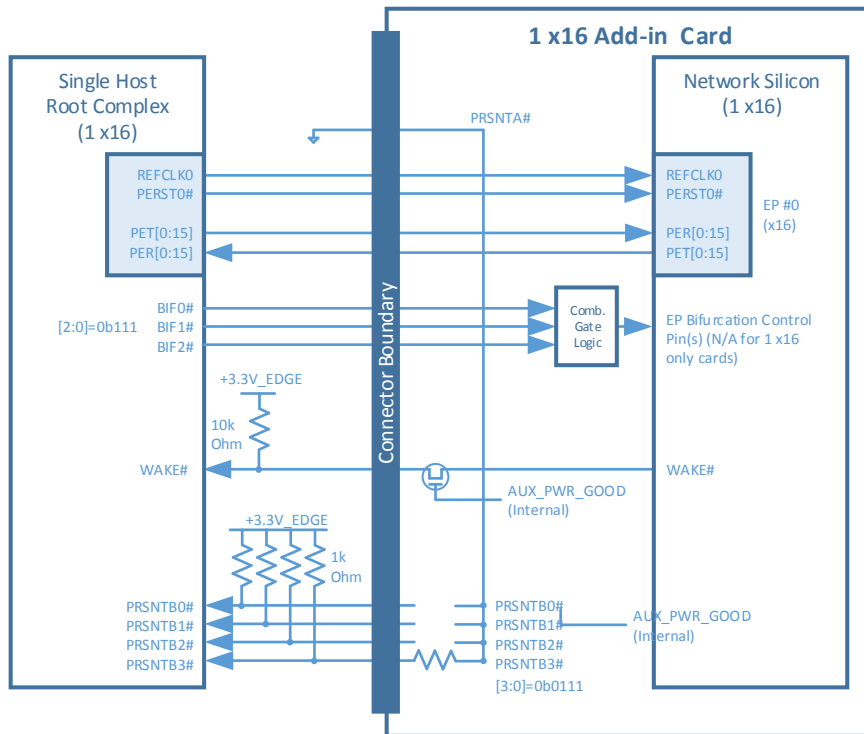 1 x16 Add-in Card
Single Host
Root Complex
(1 x16)
Network Silicon
(1 x16)
PRSNTA#
REFCLK0
PERST0#
PET[0:15]
PER[0:15]
REFCLK0
PERST0#
PER[0:15]
PET[0:15]
EP #0
(x16)
BIF0#
[2:0]=0b111
BIF1#
BIF2#
Comb.
Gate
Logic
EP Bifurcation Control
Pin(s) (N/A for 1 x16
only cards)
Connector Boundary
+3.3V_EDGE
10k
Ohm
WAKE#
WAKE#
AUX_PWR_GOOD
(Internal)
+3.3V_EDGE
1k
Ohm
PRSNTB0#
PRSNTB1#
PRSNTB2#
PRSNTB3#
PRSNTB0#
PRSNTB1#
PRSNTB2#
PRSNTB3#
[3:0]=0b0111
AUX_PWR_GOOD
(Internal)